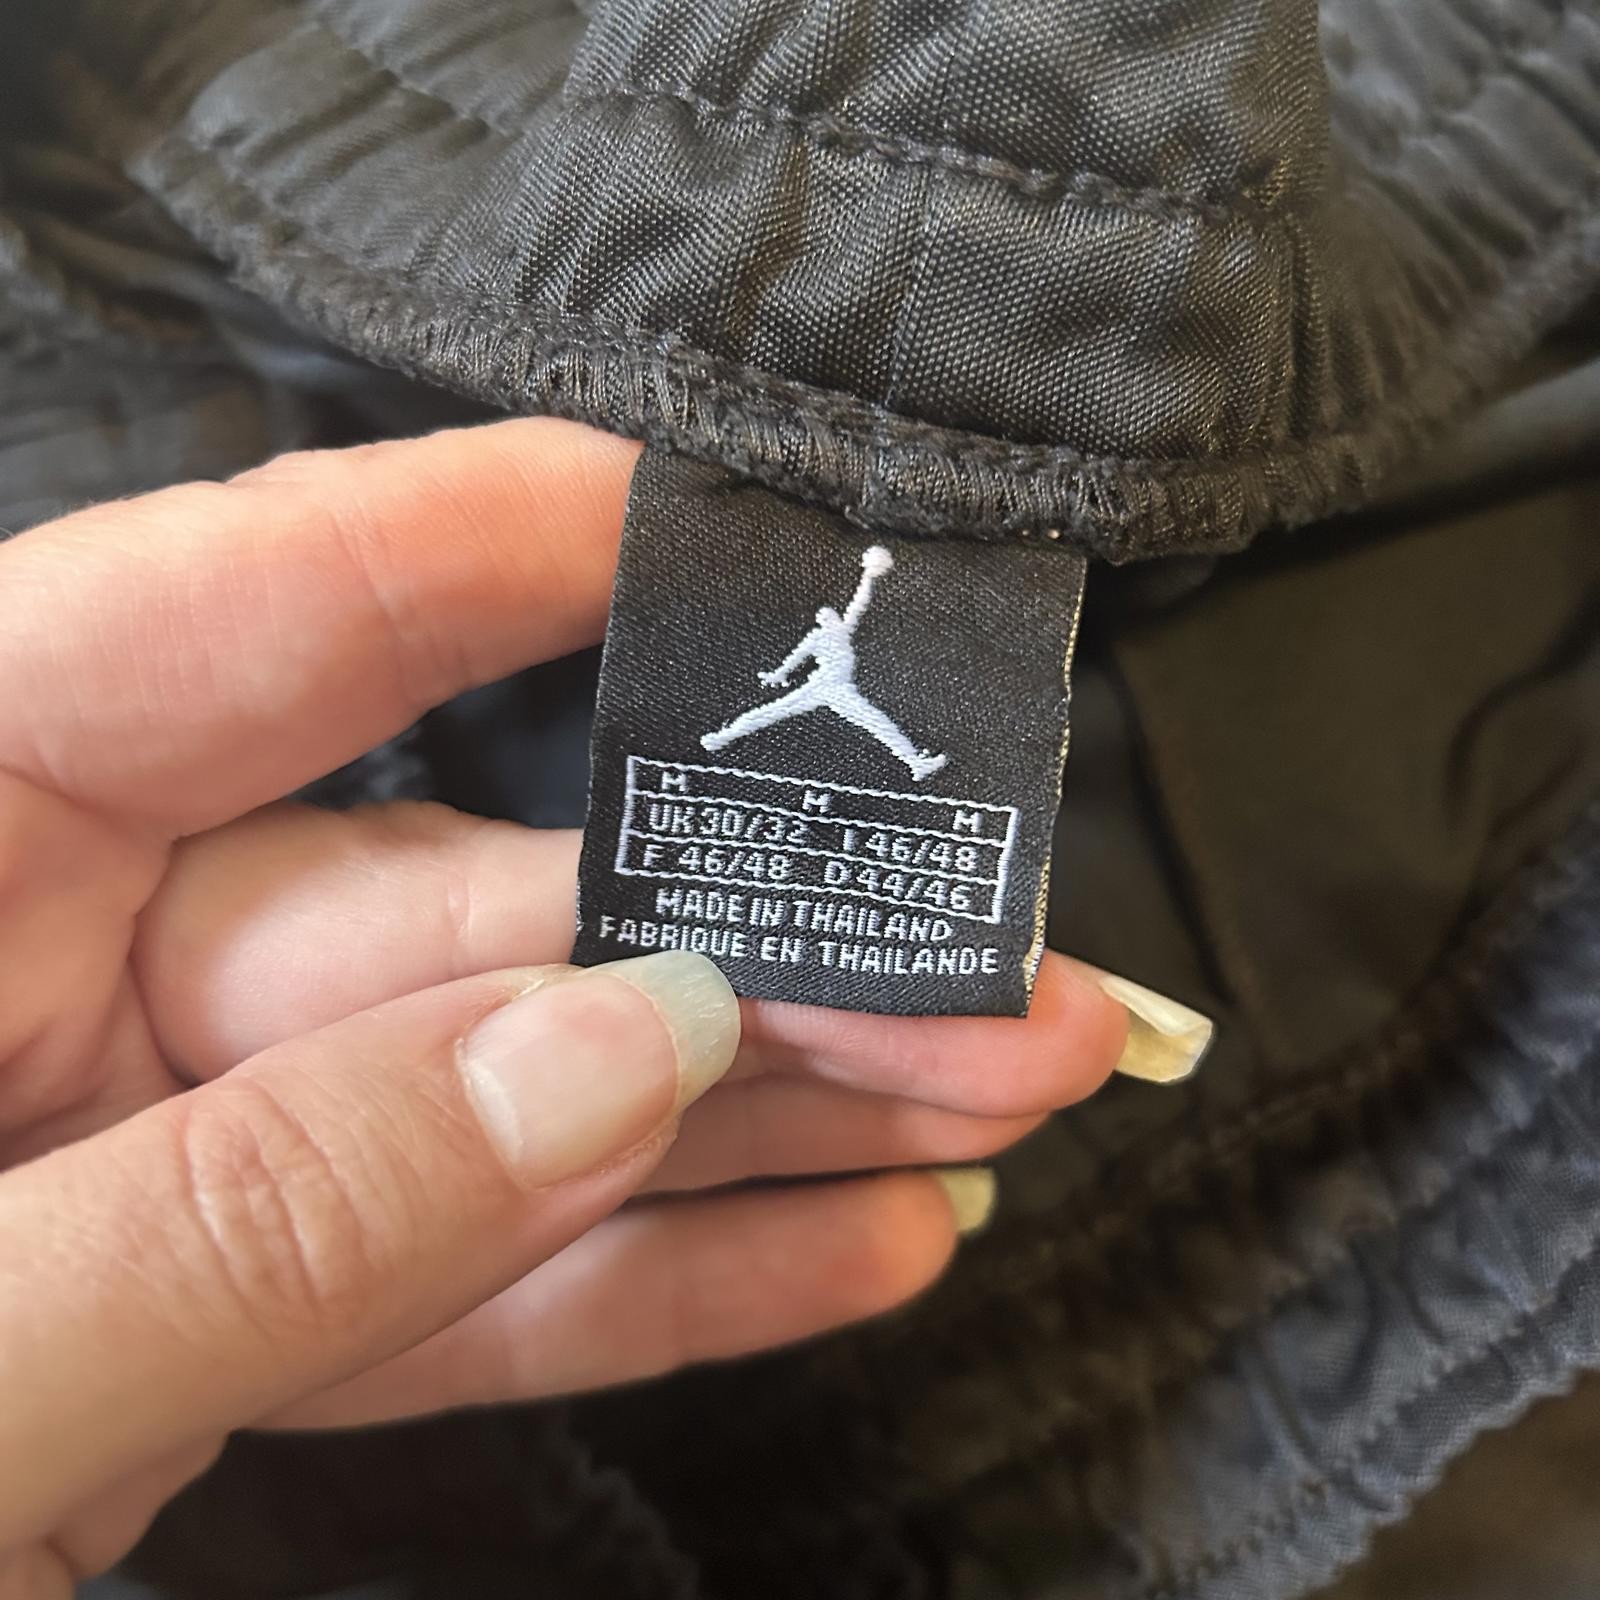 M M M
UK 30/32 I 46/48
F 46/48 D 44/46
MADE IN THAILAND
FABRIQUE EN THAILANDE